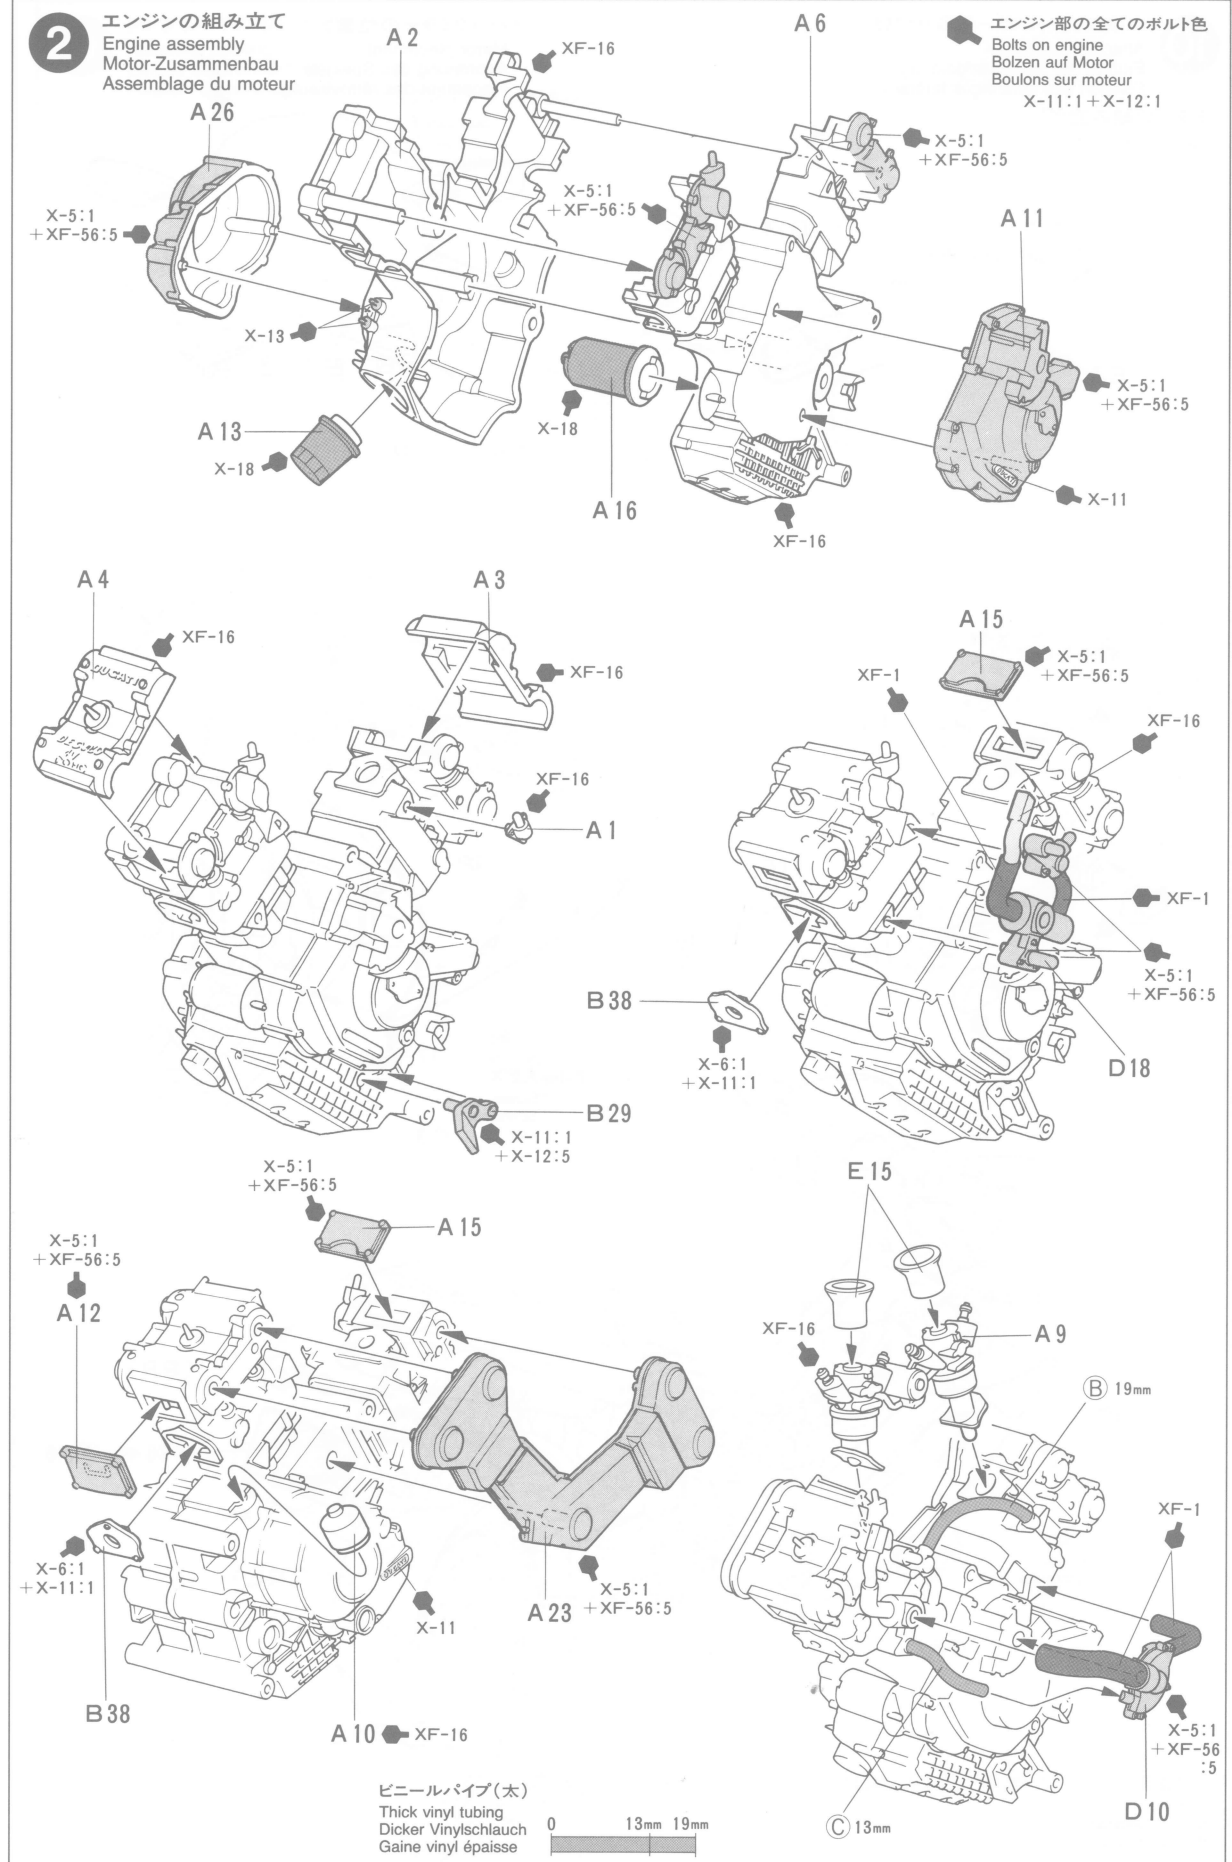 2
エンジンの組み立て
Engine assembly
Motor-Zusammenbau
Assemblage du moteur
A 2
XF-16
A 6
エンジン部の全てのボルト色
Bolts on engine
Bolzen auf Motor
Boulons sur moteur
X-11:1+X-12:1
A 26
X-5:1
+XF-56:5
X-5:1
+XF-56:5
X-5:1
+XF-56:5
A 11
X-13
A 13
X-18
X-18
A 16
X-5:1
+XF-56:5
X-11
XF-16
DUCATI
A 4
XF-16
DUCATI
A 3
XF-16
XF-16
A 1
B 29
X-11:1
+X-12:5
A 15
X-5:1
+XF-56:5
XF-1
XF-16
XF-1
X-5:1
+XF-56:5
B 38
X-6:1
+X-11:1
D 18
X-5:1
+XF-56:5
A 15
X-5:1
+XF-56:5
A 12
X-6:1
+X-11:1
B 38
DUCATI
X-11
A 10
XF-16
A 23
X-5:1
+XF-56:5
E 15
XF-16
A 9
Ⓑ 19mm
XF-1
X-5:1
+XF-56
:5
D 10
Ⓒ 13mm
ビニールパイプ(太)
Thick vinyl tubing
Dicker Vinylschlauch
Gaine vinyl épaisse
0 13mm 19mm